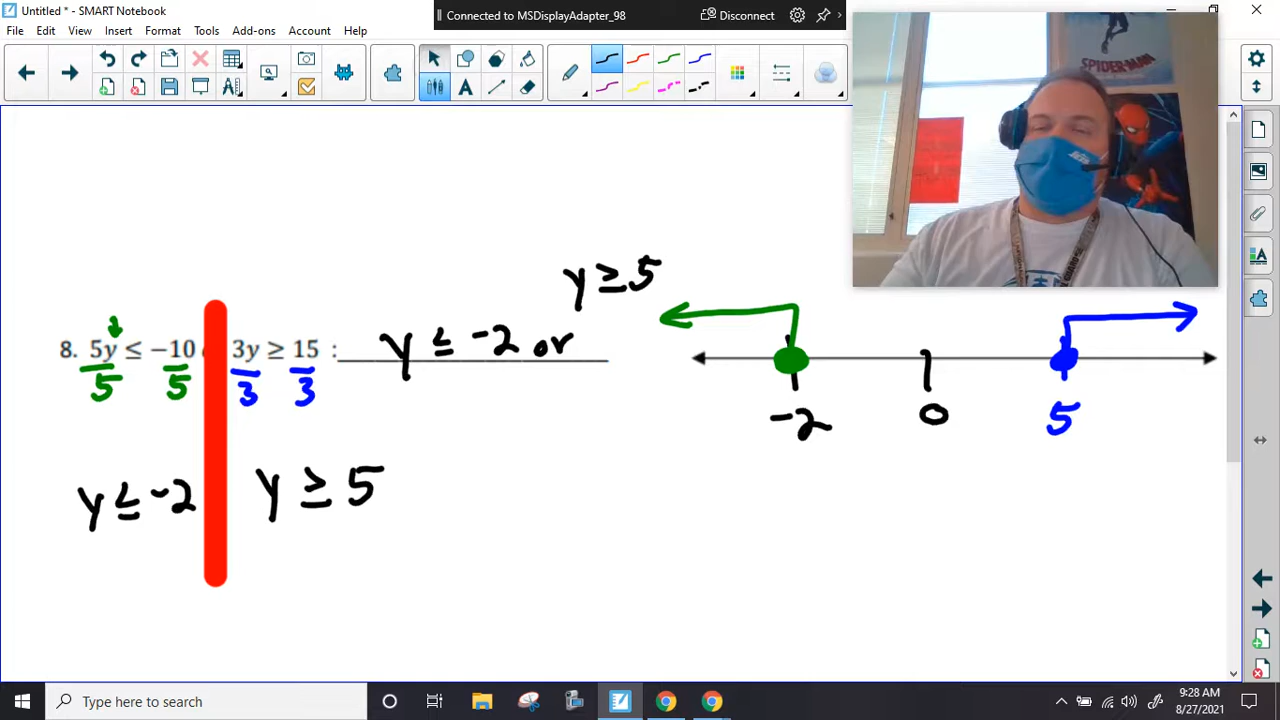 Untitled * - SMART Notebook
Connected to MSDisplayAdapter_98
Disconnect
File Edit View Insert Format Tools Add-ons Account Help
SPIDER-MAN
y ≥ 5
8. 5y ≤ −10 3y ≥ 15 : y ≤ -2 or
5 5 3 3
-2 0 5
y ≤ -2 y ≥ 5
Type here to search
9:28 AM
8/27/2021